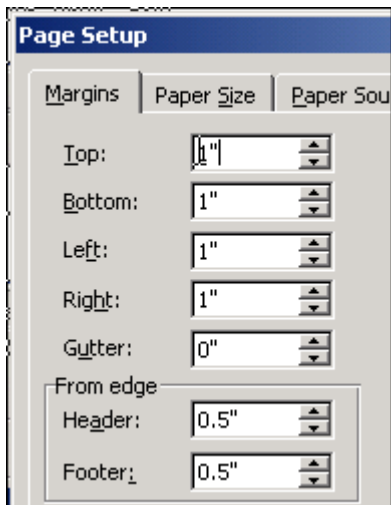 Page Setup
Margins Paper Size Paper Sou
Top: 1"
Bottom: 1"
Left: 1"
Right: 1"
Gutter: 0"
From edge
Header: 0.5"
Footer: 0.5"